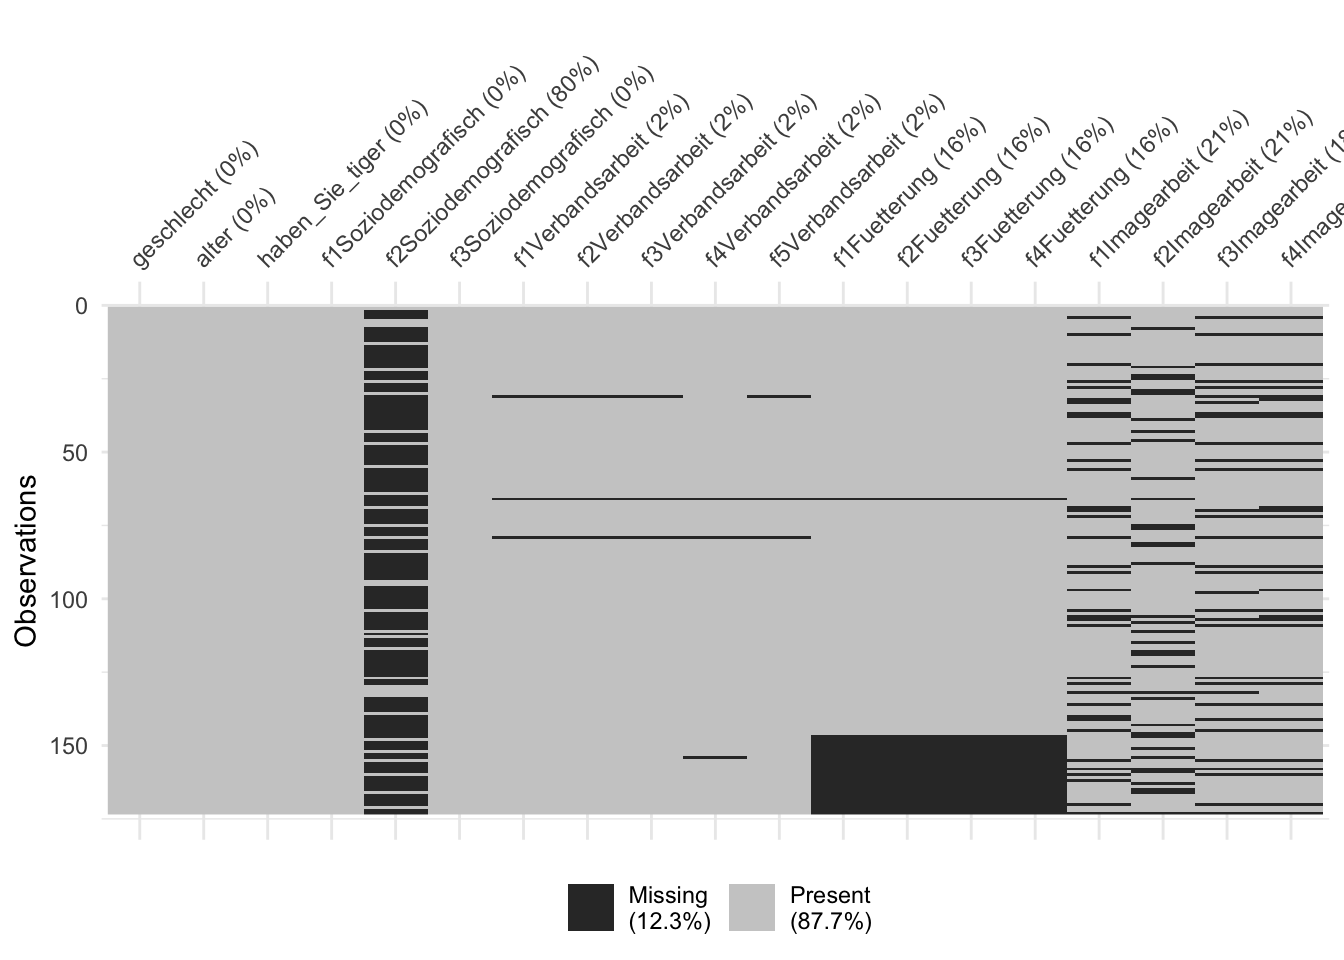 geschlecht (0%)
alter (0%)
haben_Sie_tiger (0%)
f1Soziodemografisch (0%)
f2Soziodemografisch (80%)
f3Soziodemografisch (0%)
f1Verbandsarbeit (2%)
f2Verbandsarbeit (2%)
f3Verbandsarbeit (2%)
f4Verbandsarbeit (2%)
f5Verbandsarbeit (2%)
f1Fuetterung (16%)
f2Fuetterung (16%)
f3Fuetterung (16%)
f4Fuetterung (16%)
f1Imagearbeit (21%)
f2Imagearbeit (21%)
f3Imagearbeit
f4Image
Observations
0
50
100
150
Missing
(12.3%)
Present
(87.7%)